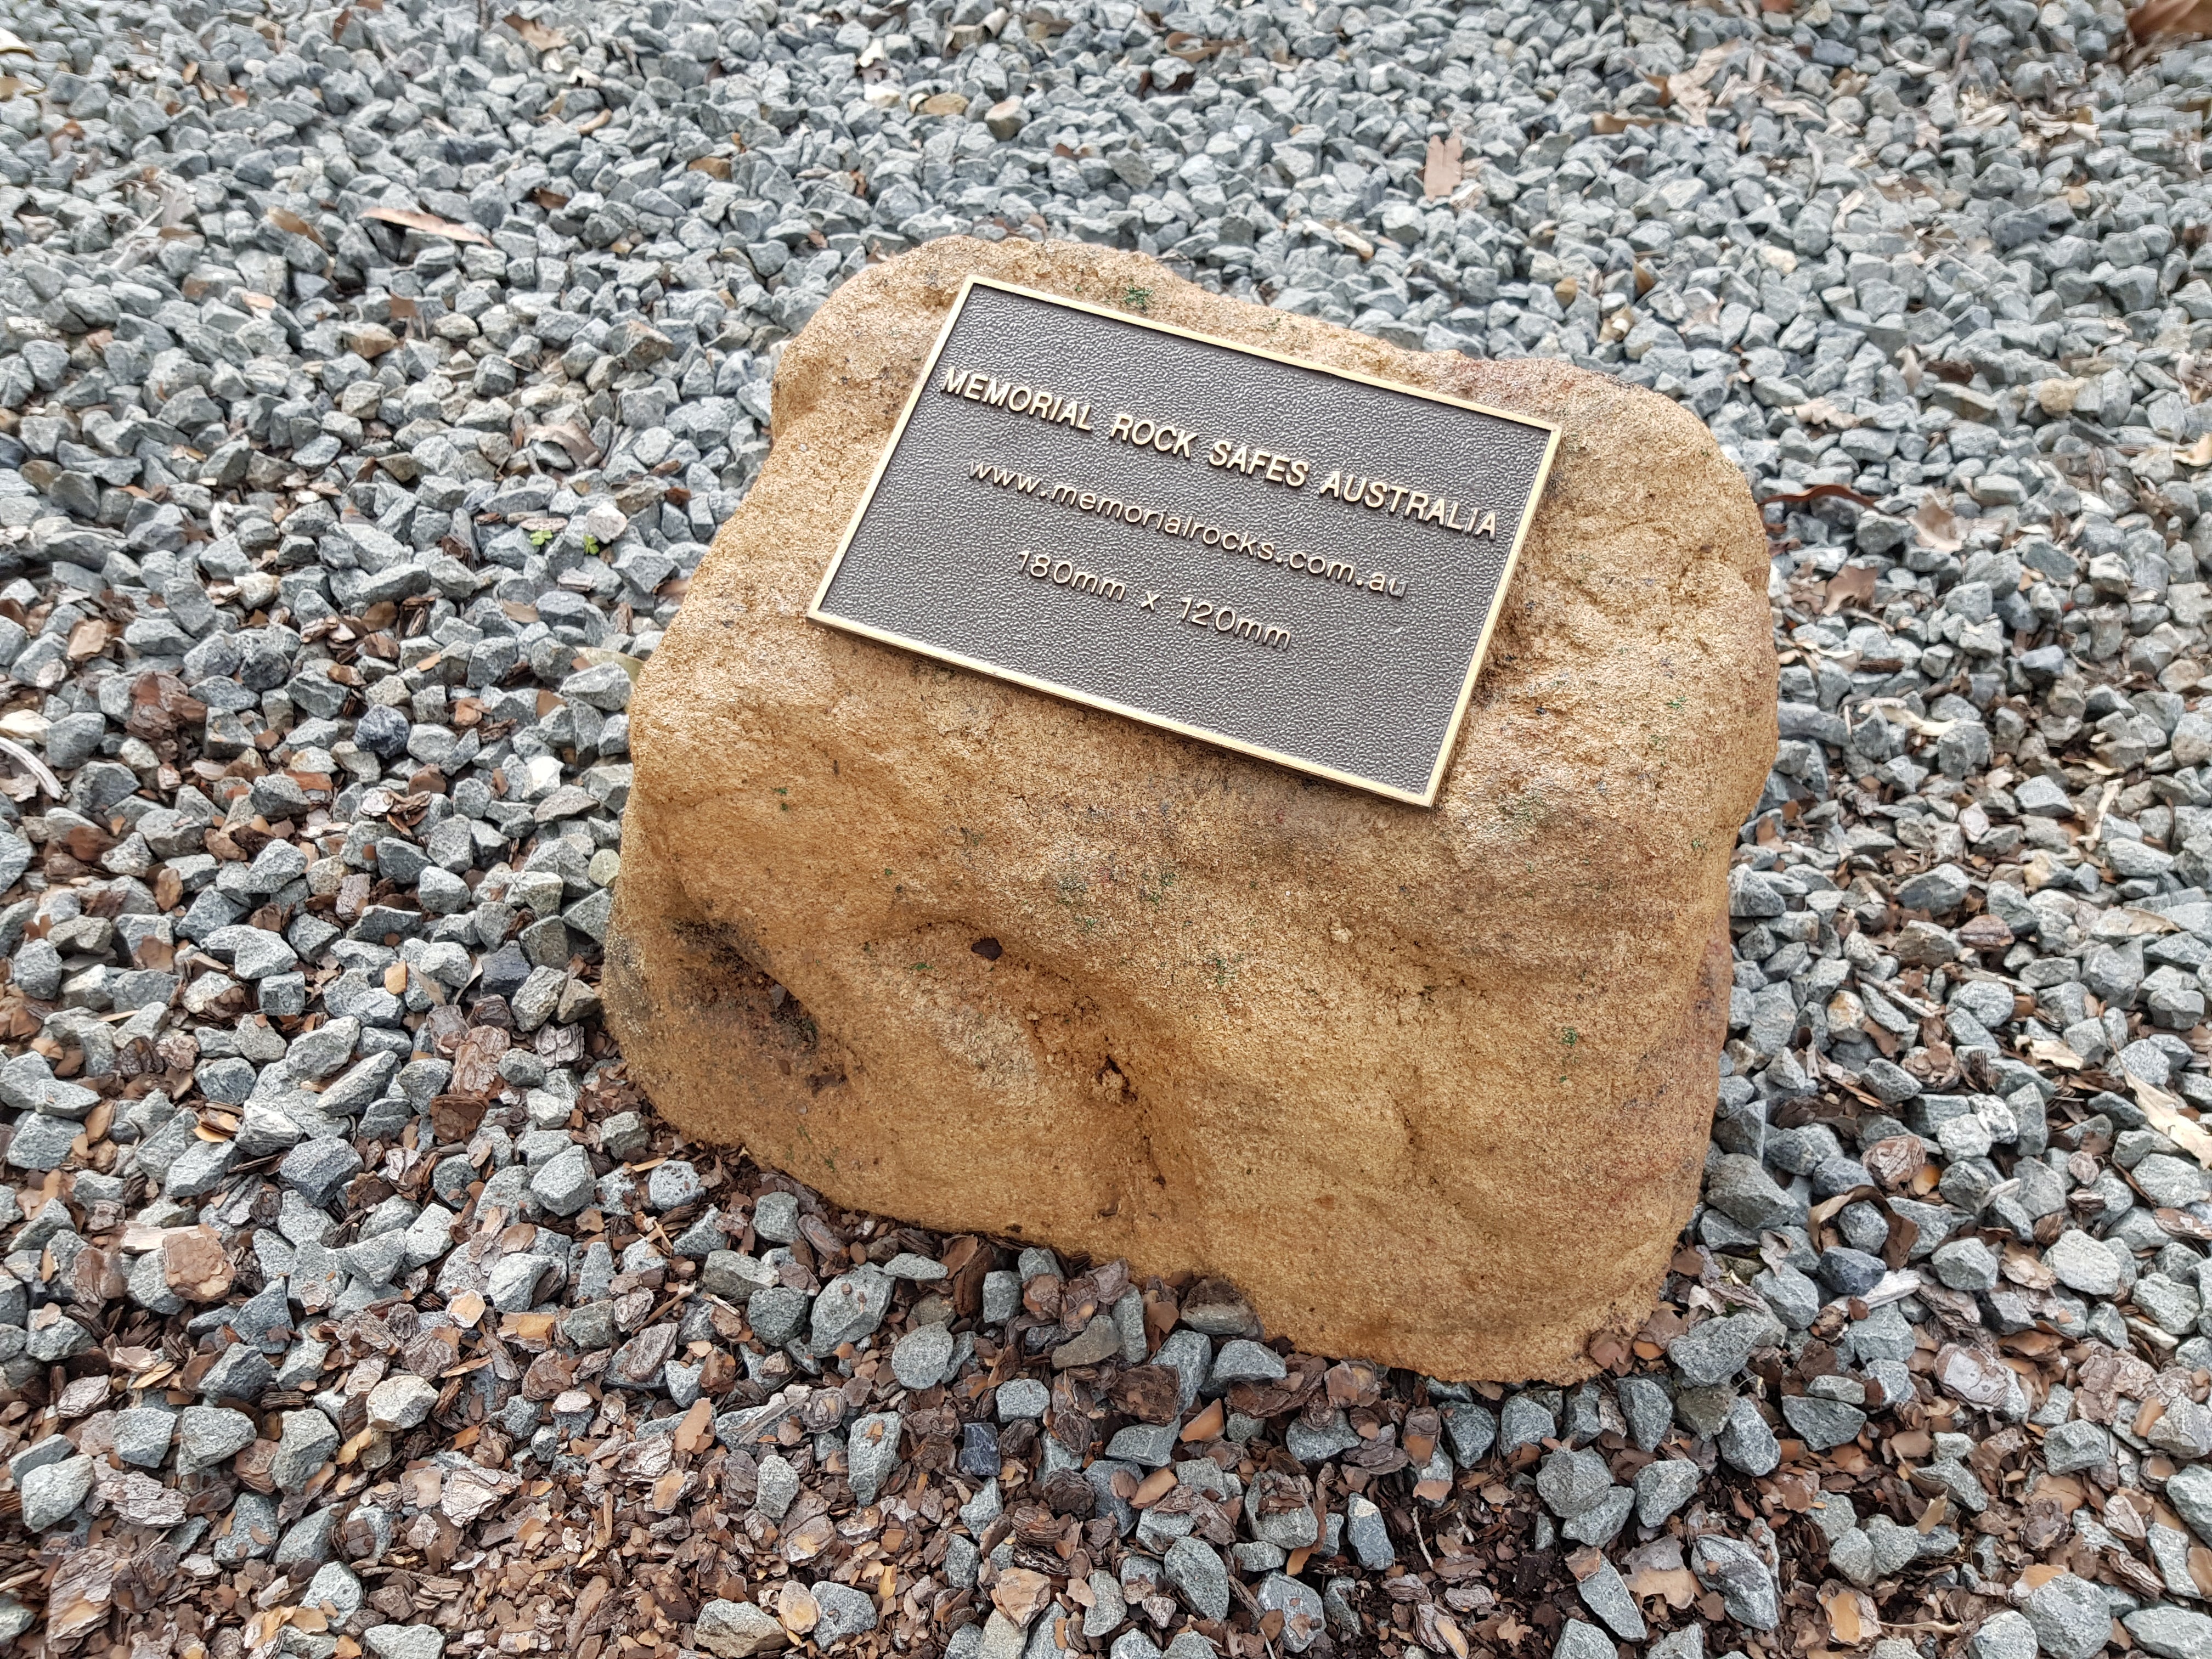 MEMORIAL ROCK SAFES AUSTRALIA
www.memorialrocks.com.au
180mm x 120mm